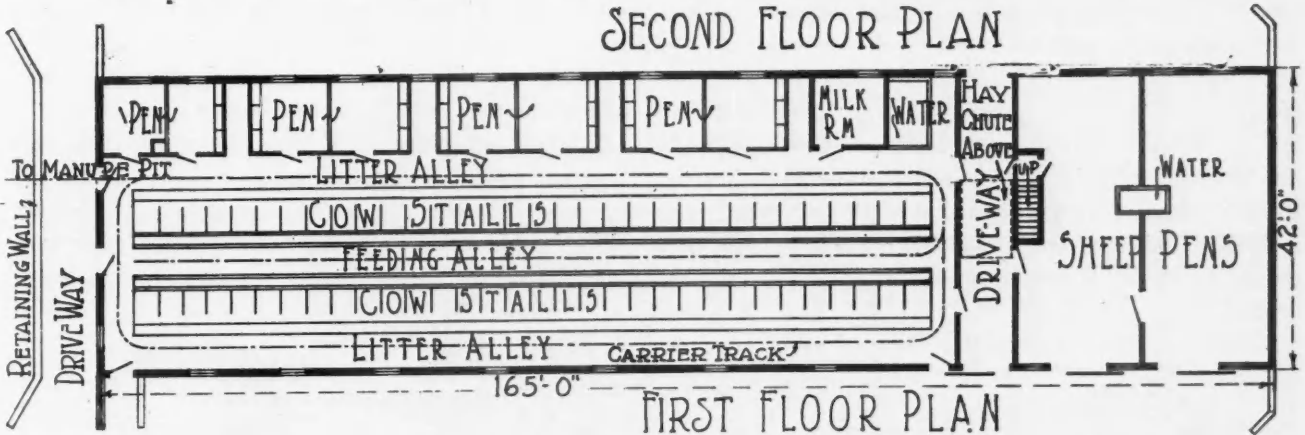 SECOND FLOOR PLAN
PEN
PEN
PEN
PEN
MILK
RM
WATER
HAY
CHUTE
ABOVE
TO MANURE PIT
LITTER ALLEY
UP
WATER
COW STALLS
FEEDING ALLEY
COW STALLS
LITTER ALLEY
CARRIER TRACK
DRIVE-WAY
SHEEP PENS
42'-0"
RETAINING WALL
DRIVE WAY
165'-0"
FIRST FLOOR PLAN